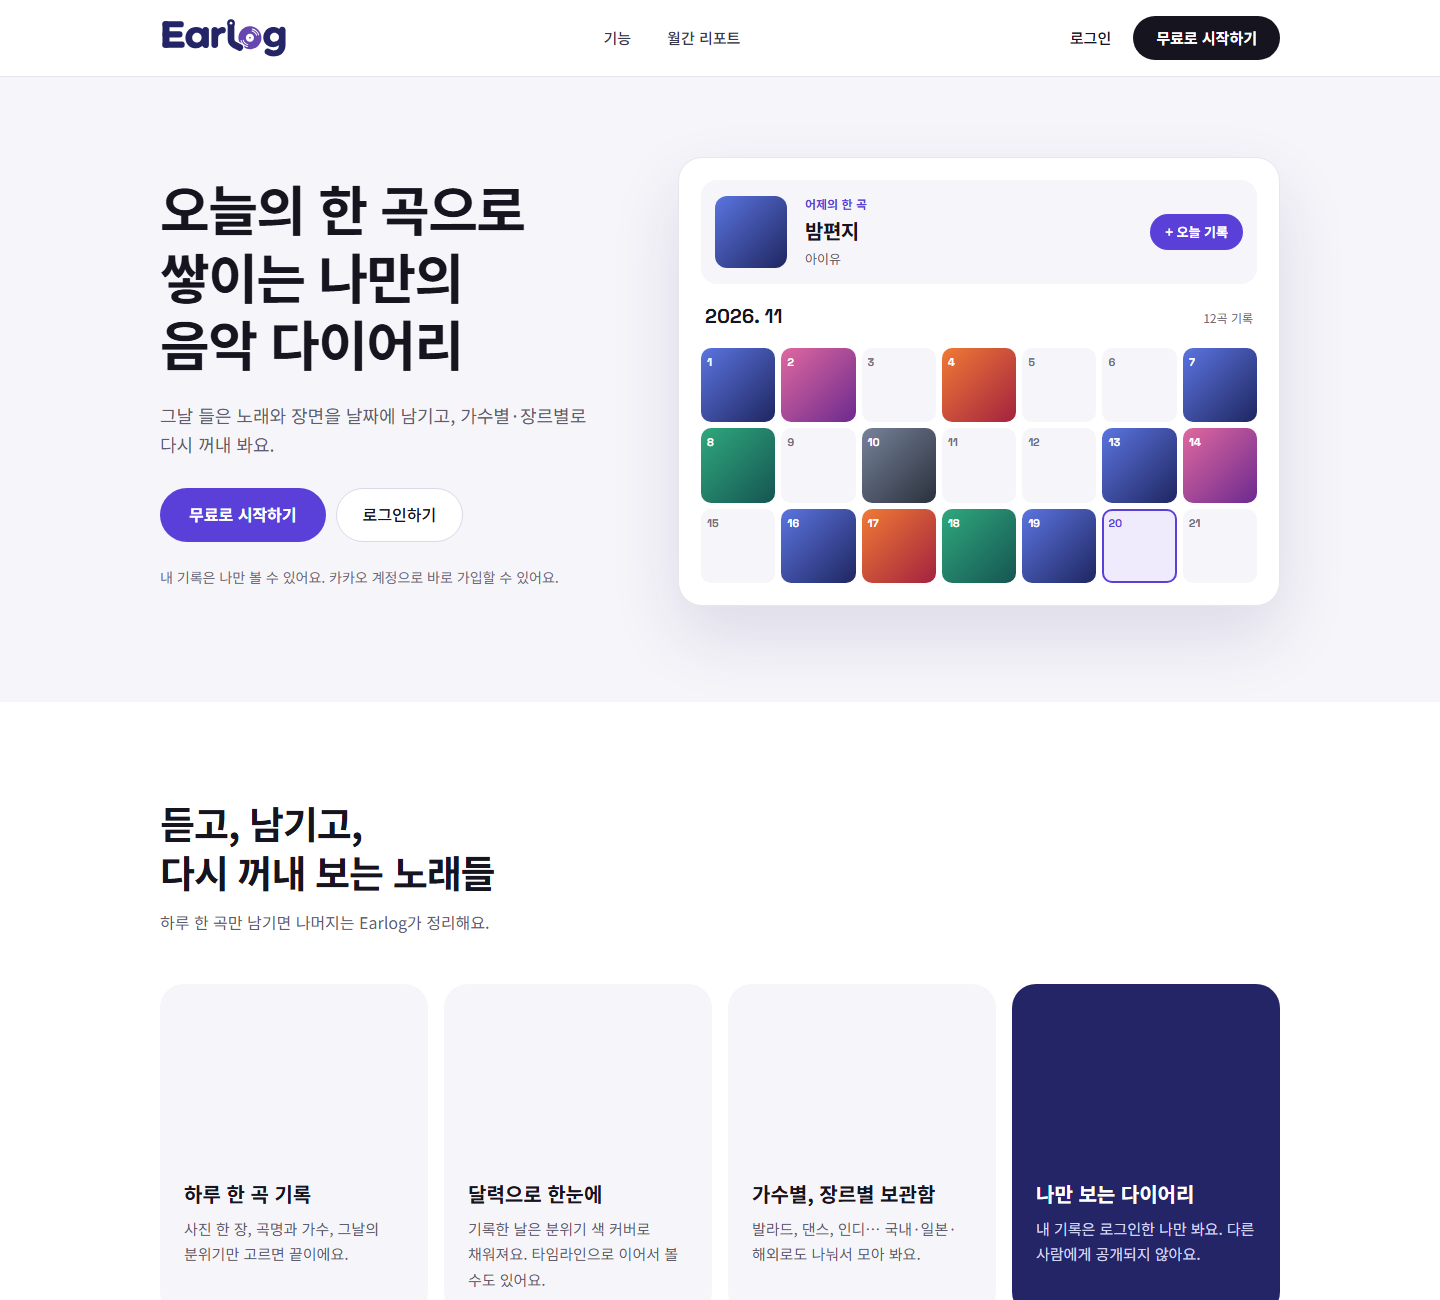 Earlog
기능
월간 리포트
로그인
무료로 시작하기
오늘의 한 곡으로
쌓이는 나만의
음악 다이어리
그날 들은 노래와 장면을 날짜에 남기고, 가수별·장르별로
다시 꺼내 봐요.
무료로 시작하기
로그인하기
내 기록은 나만 볼 수 있어요. 카카오 계정으로 바로 가입할 수 있어요.
어제의 한 곡
밤편지
아이유
+ 오늘 기록
2026. 11
12곡 기록
1 2 3 4 5 6 7
8 9 10 11 12 13 14
15 16 17 18 19 20 21
듣고, 남기고,
다시 꺼내 보는 노래들
하루 한 곡만 남기면 나머지는 Earlog가 정리해요.
하루 한 곡 기록
사진 한 장, 곡명과 가수, 그날의
분위기만 고르면 끝이에요.
달력으로 한눈에
기록한 날은 분위기 색 커버로
채워져요. 타임라인으로 이어서 볼
수도 있어요.
가수별, 장르별 보관함
발라드, 댄스, 인디… 국내·일본·
해외로도 나눠서 모아 봐요.
나만 보는 다이어리
내 기록은 로그인한 나만 봐요. 다른
사람에게 공개되지 않아요.